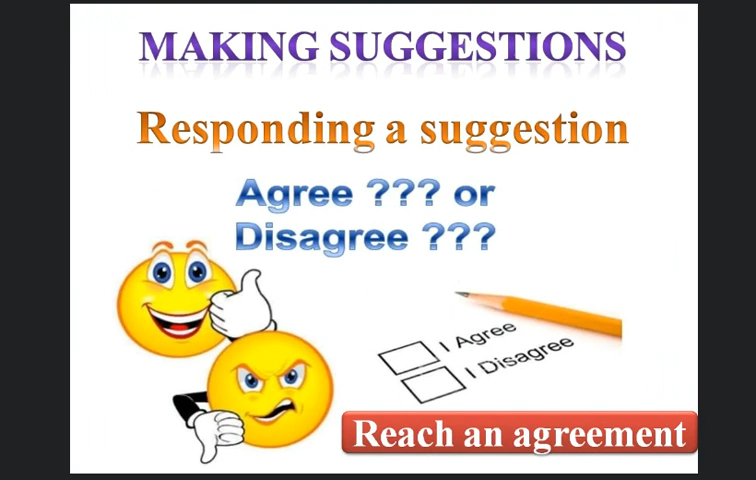 MAKING SUGGESTIONS
Responding a suggestion
Agree ??? or
Disagree ???
I Agree
I Disagree
Reach an agreement